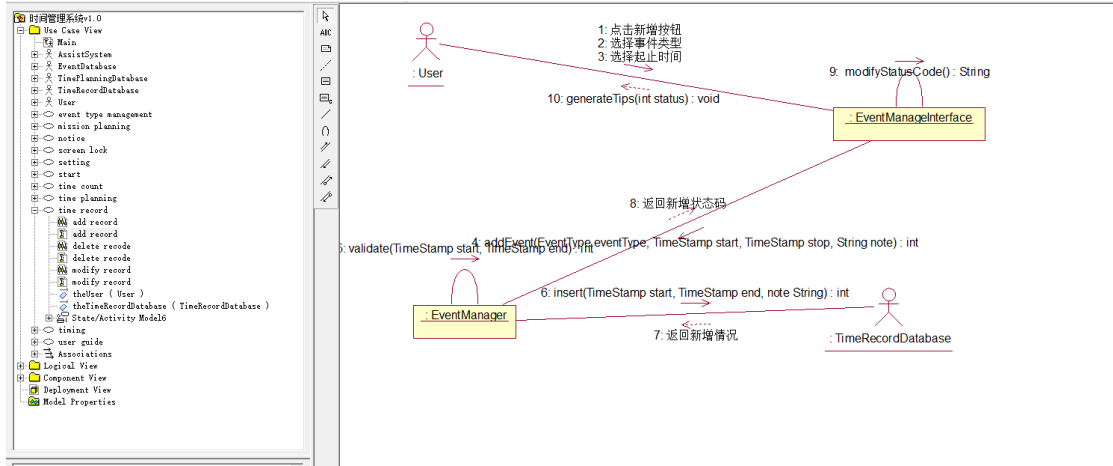 时间管理系统v1.0
Use Case View
Main
AssistSystem
EventDatabase
TimePlanningDatabase
TimeRecordDatabase
User
event type management
mission planning
notice
screen lock
setting
start
time count
time planning
time record
add record
add record
delete recode
delete recode
modify record
modify record
theUser ( User )
theTimeRecordDatabase ( TimeRecordDatabase )
State/Activity Model6
timing
user guide
Associations
Logical View
Component View
Deployment View
Model Properties
ABC
1: 点击新增按钮
2: 选择事件类型
3: 选择起止时间
: User
10: generateTips(int status) : void
9: modifyStatusCode() : String
: EventManageInterface
8: 返回新增状态码
4: addEvent(EventType eventType, TimeStamp start, TimeStamp stop, String note) : int
5: validate(TimeStamp start, TimeStamp end) : int
6: insert(TimeStamp start, TimeStamp end, note String) : int
: EventManager
7: 返回新增情况
: TimeRecordDatabase